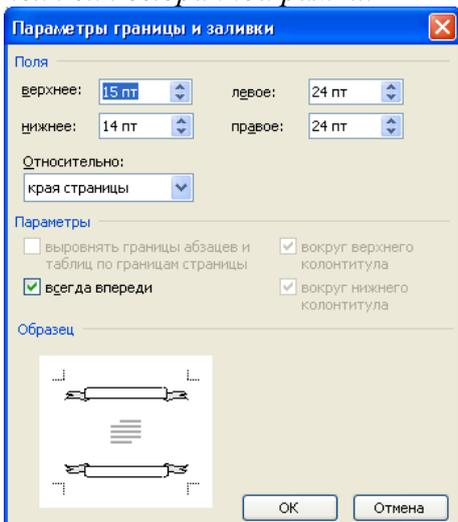 Параметры границы и заливки
Поля
верхнее: 15 пт левое: 24 пт
нижнее: 14 пт правое: 24 пт
Относительно:
края страницы
Параметры
выровнять границы абзацев и таблиц по границам страницы
вокруг верхнего колонтитула
всегда впереди
вокруг нижнего колонтитула
Образец
ОК Отмена